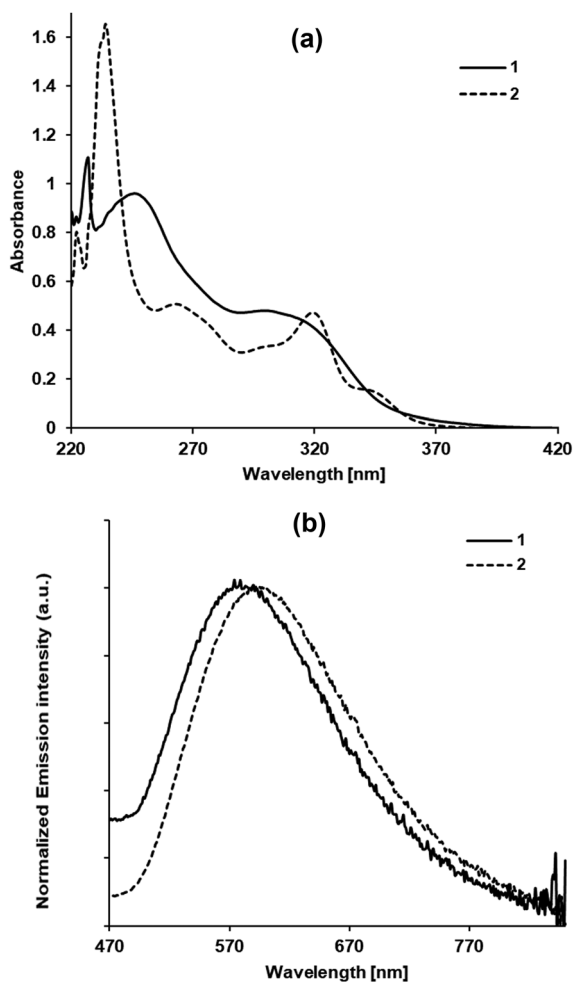 (a)
1
2
Absorbance
1.6
1.4
1.2
1
0.8
0.6
0.4
0.2
0
220 270 320 370 420
Wavelength [nm]
(b)
1
2
Normalized Emission intensity (a.u.)
470 570 670 770
Wavelength [nm]